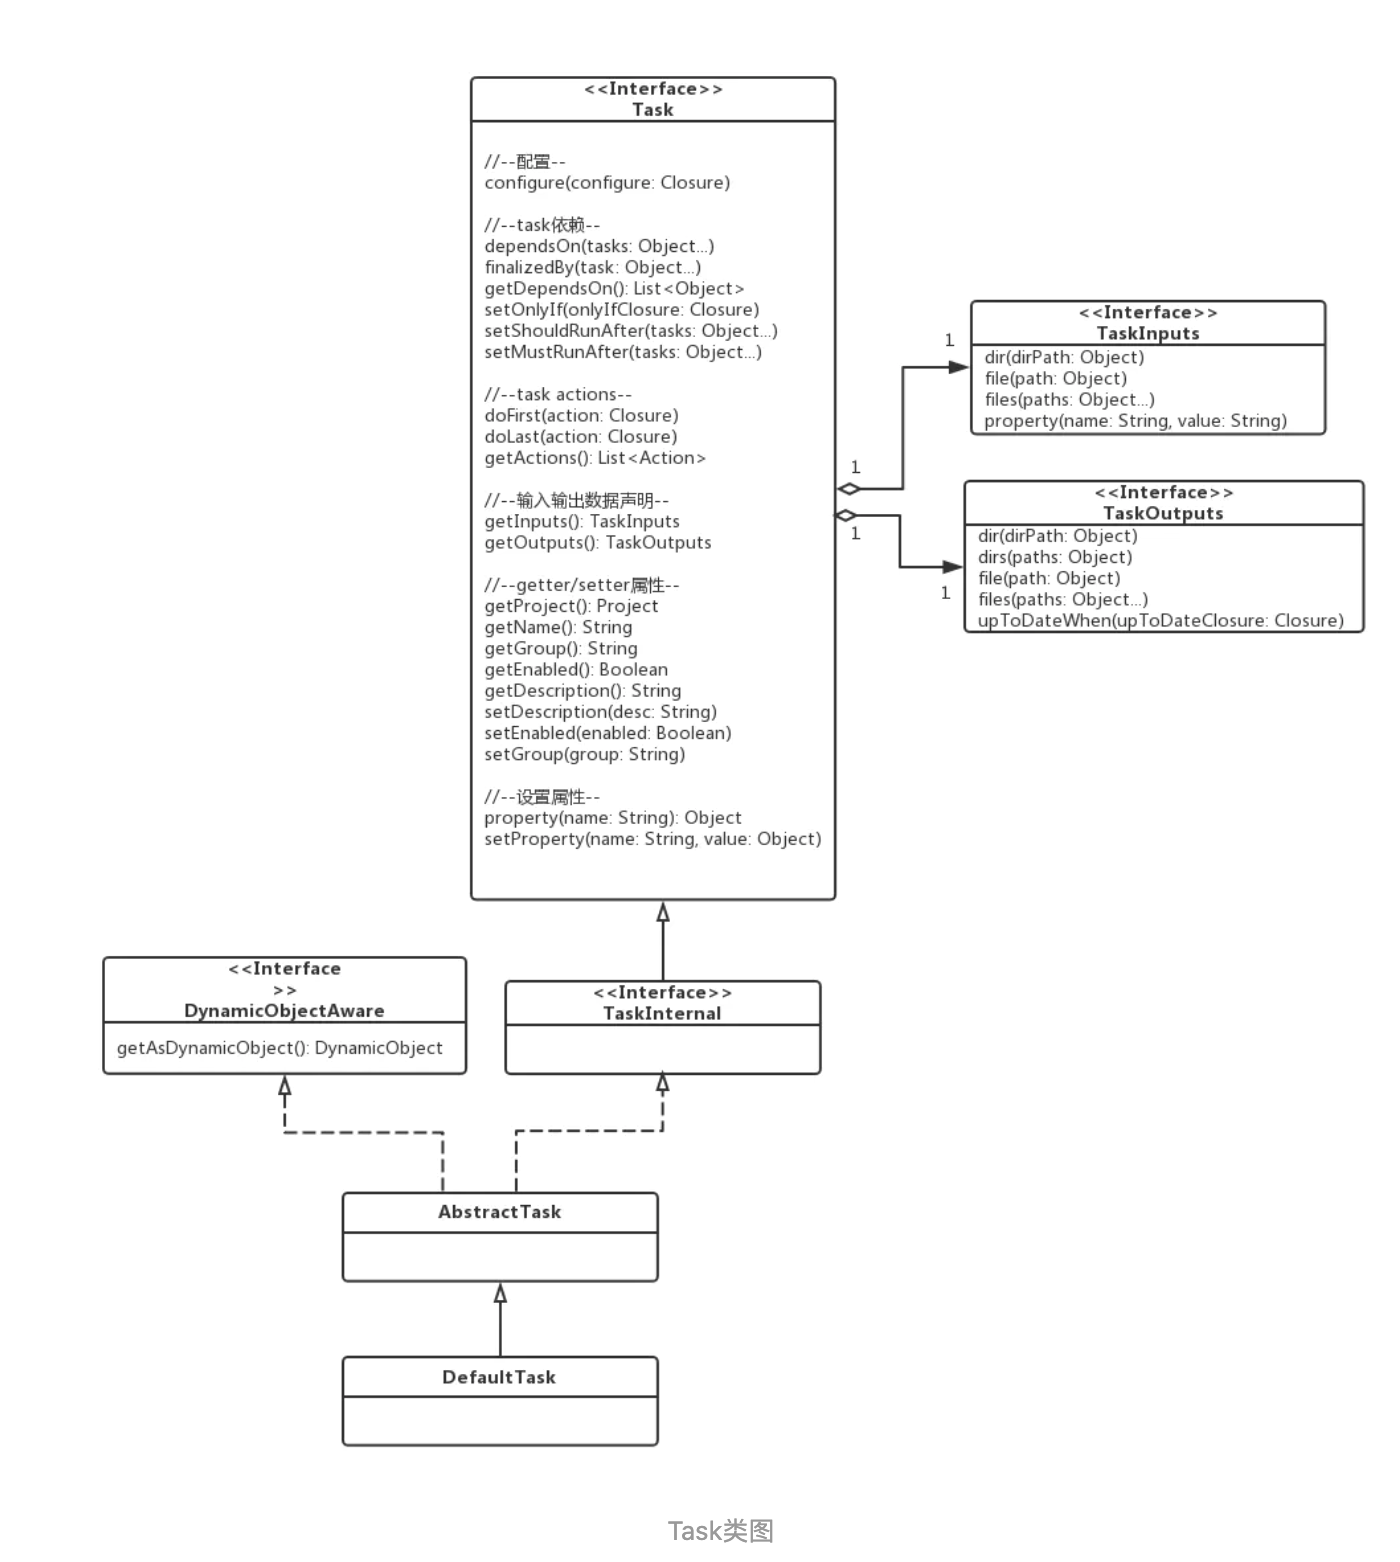 <<Interface>>
Task
//--配置--
configure(configure: Closure)
//--task依赖--
dependsOn(tasks: Object...)
finalizedBy(task: Object...)
getDependsOn(): List<Object>
setOnlyIf(onlyIfClosure: Closure)
setShouldRunAfter(tasks: Object...)
setMustRunAfter(tasks: Object...)
//--task actions--
doFirst(action: Closure)
doLast(action: Closure)
getActions(): List<Action>
//--输入输出数据声明--
getInputs(): TaskInputs
getOutputs(): TaskOutputs
//--getter/setter属性--
getProject(): Project
getName(): String
getGroup(): String
getEnabled(): Boolean
getDescription(): String
setDescription(desc: String)
setEnabled(enabled: Boolean)
setGroup(group: String)
//--设置属性--
property(name: String): Object
setProperty(name: String, value: Object)
1
1
<<Interface>>
TaskInputs
dir(dirPath: Object)
file(path: Object)
files(paths: Object...)
property(name: String, value: String)
1
1
<<Interface>>
TaskOutputs
dir(dirPath: Object)
dirs(paths: Object)
file(path: Object)
files(paths: Object...)
upToDateWhen(upToDateClosure: Closure)
<<Interface
>>
DynamicObjectAware
getAsDynamicObject(): DynamicObject
<<Interface>>
TaskInternal
AbstractTask
DefaultTask
Task类图